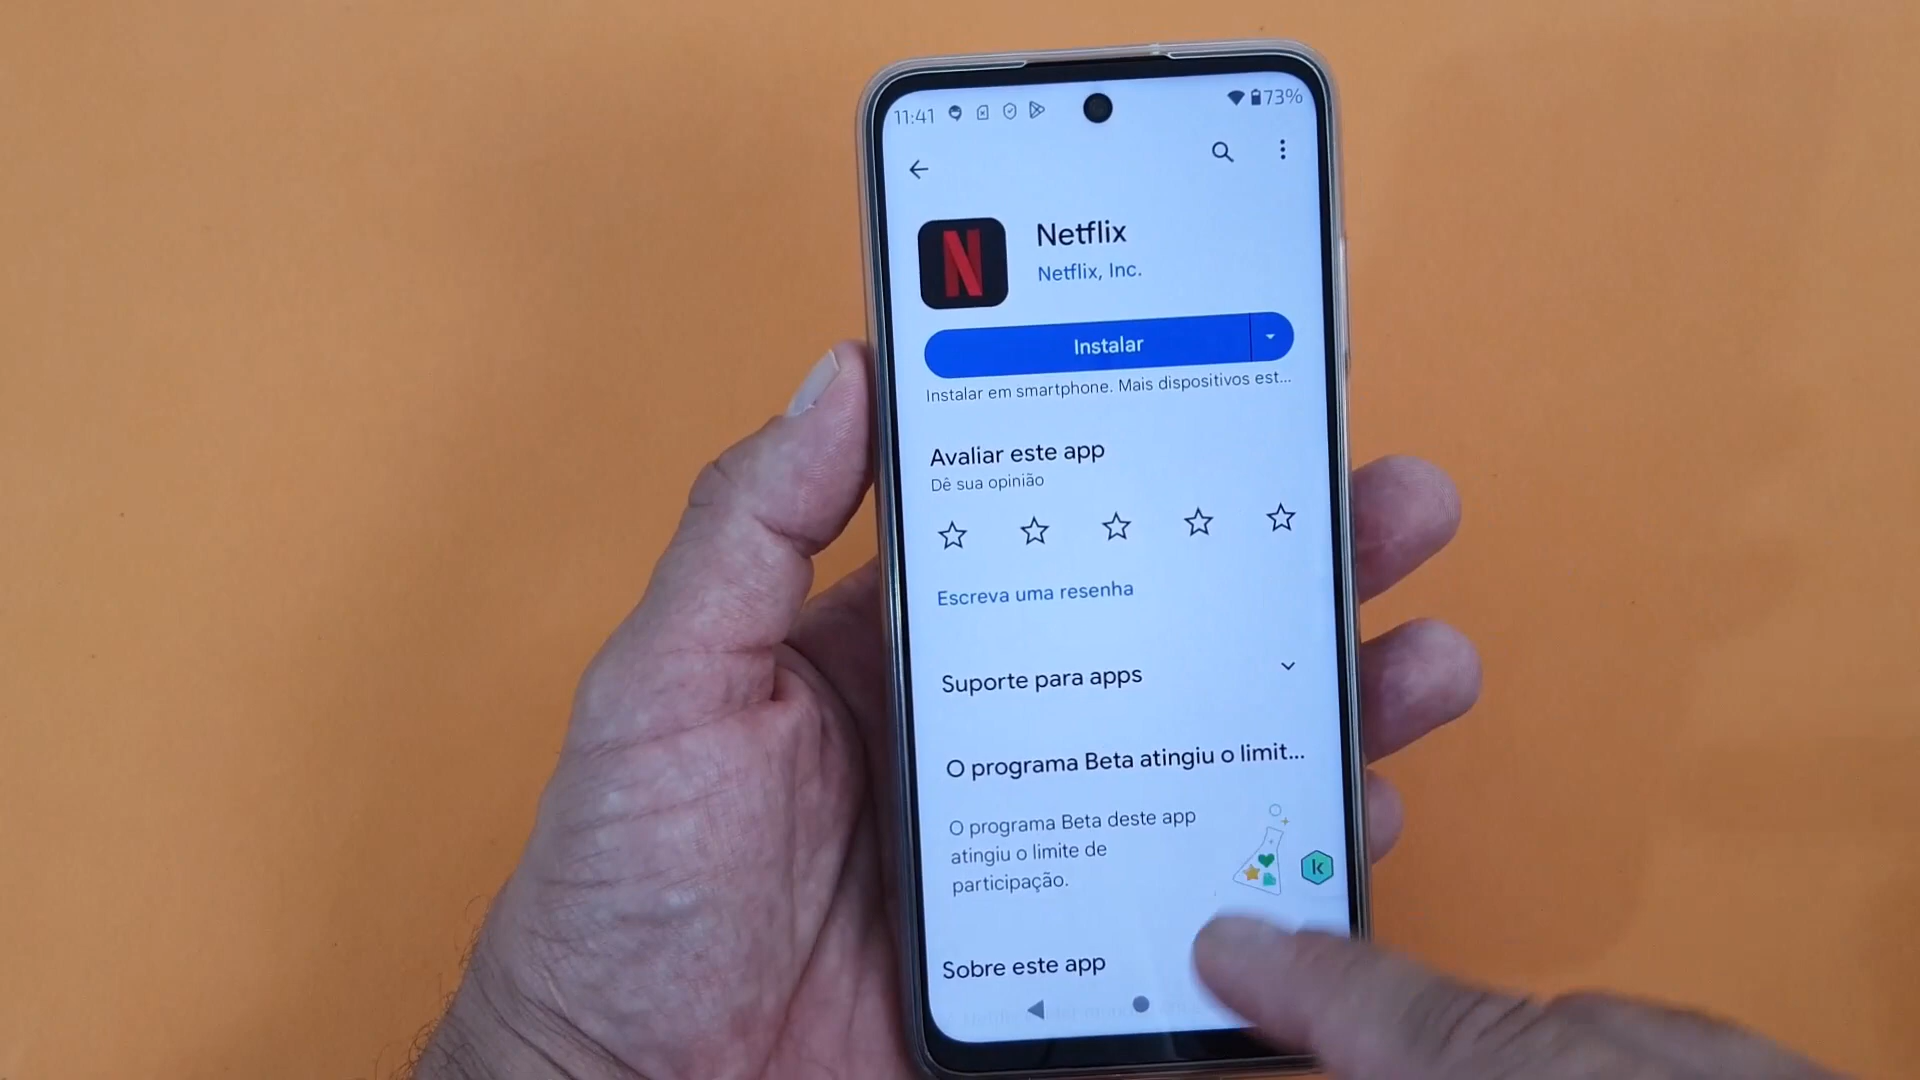 11:41
73%
N
Netflix
Netflix, Inc.
Instalar
Instalar em smartphone. Mais dispositivos est...
Avaliar este app
Dê sua opinião
Escreva uma resenha
Suporte para apps
O programa Beta atingiu o limit...
O programa Beta deste app
atingiu o limite de
participação.
k
Sobre este app